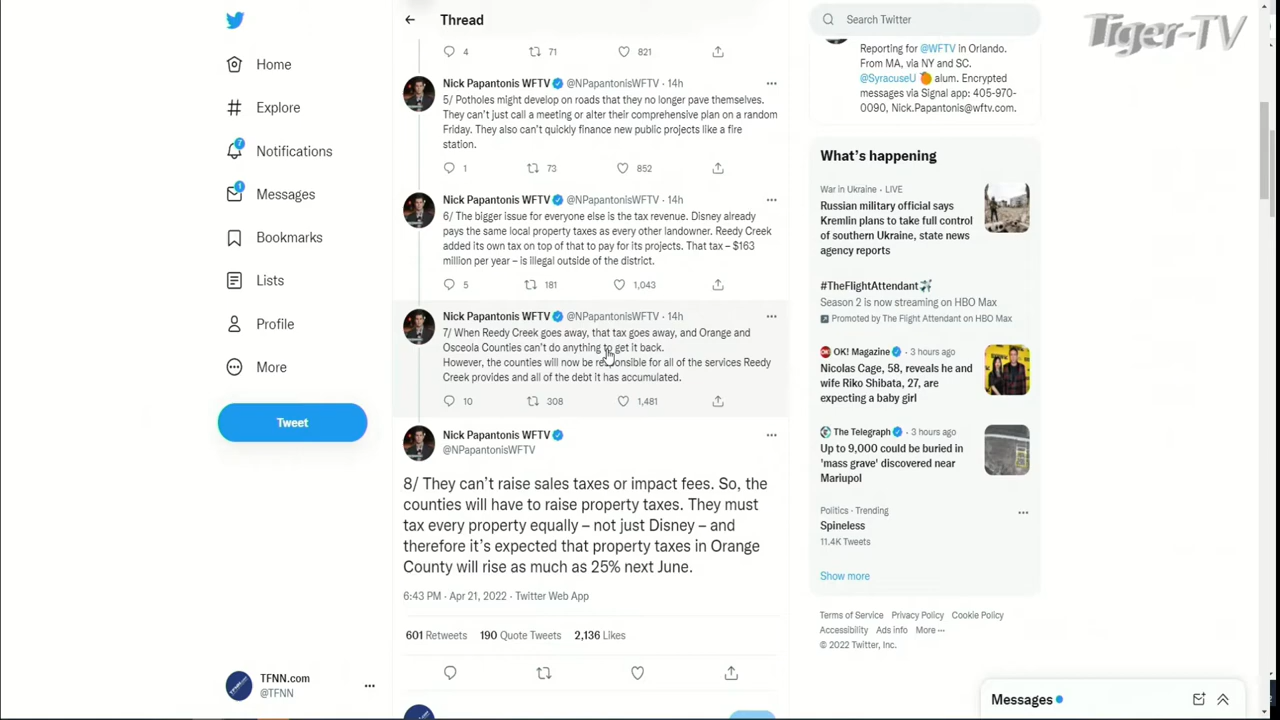 Tiger-TV
Home
Explore
7
Notifications
1
Messages
Bookmarks
Lists
Profile
More
Tweet
TFNN.com
@TFNN
Thread
4 71 821
Nick Papantonis WFTV @NPapantonisWFTV · 14h
5/ Potholes might develop on roads that they no longer pave themselves.
They can't just call a meeting or alter their comprehensive plan on a random
Friday. They also can't quickly finance new public projects like a fire
station.
1 73 852
Nick Papantonis WFTV @NPapantonisWFTV · 14h
6/ The bigger issue for everyone else is the tax revenue. Disney already
pays the same local property taxes as every other landowner. Reedy Creek
added its own tax on top of that to pay for its projects. That tax – $163
million per year – is illegal outside of the district.
5 181 1,043
Nick Papantonis WFTV @NPapantonisWFTV · 14h
7/ When Reedy Creek goes away, that tax goes away, and Orange and
Osceola Counties can't do anything to get it back.
However, the counties will now be responsible for all of the services Reedy
Creek provides and all of the debt it has accumulated.
10 308 1,481
Nick Papantonis WFTV
@NPapantonisWFTV
8/ They can't raise sales taxes or impact fees. So, the
counties will have to raise property taxes. They must
tax every property equally – not just Disney – and
therefore it's expected that property taxes in Orange
County will rise as much as 25% next June.
6:43 PM · Apr 21, 2022 · Twitter Web App
601 Retweets 190 Quote Tweets 2,136 Likes
Search Twitter
Reporting for @WFTV in Orlando.
From MA, via NY and SC.
@SyracuseU 🍊 alum. Encrypted
messages via Signal app: 405-970-
0090, Nick.Papantonis@wftv.com.
What's happening
War in Ukraine · LIVE
Russian military official says
Kremlin plans to take full control
of southern Ukraine, state news
agency reports
#TheFlightAttendant
Season 2 is now streaming on HBO Max
Promoted by The Flight Attendant on HBO Max
OK! Magazine · 3 hours ago
Nicolas Cage, 58, reveals he and
wife Riko Shibata, 27, are
expecting a baby girl
The Telegraph · 3 hours ago
Up to 9,000 could be buried in
'mass grave' discovered near
Mariupol
Politics · Trending
Spineless
11.4K Tweets
Show more
Terms of Service Privacy Policy Cookie Policy
Accessibility Ads info More ···
© 2022 Twitter, Inc.
Messages